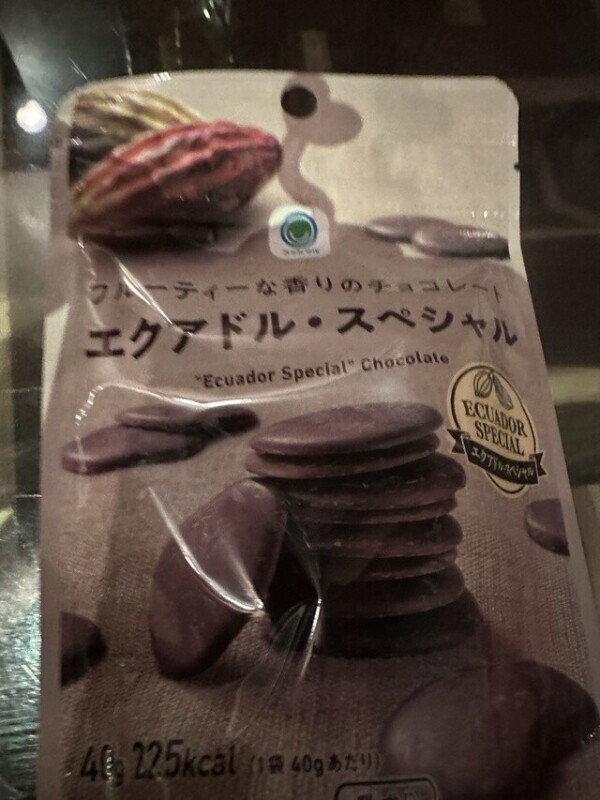 フルーティーな香りのチョコレート
エクアドル・スペシャル
"Ecuador Special" Chocolate
ECUADOR
SPECIAL
エクアドル・スペシャル
40g 225kcal (1袋 40gあたり)